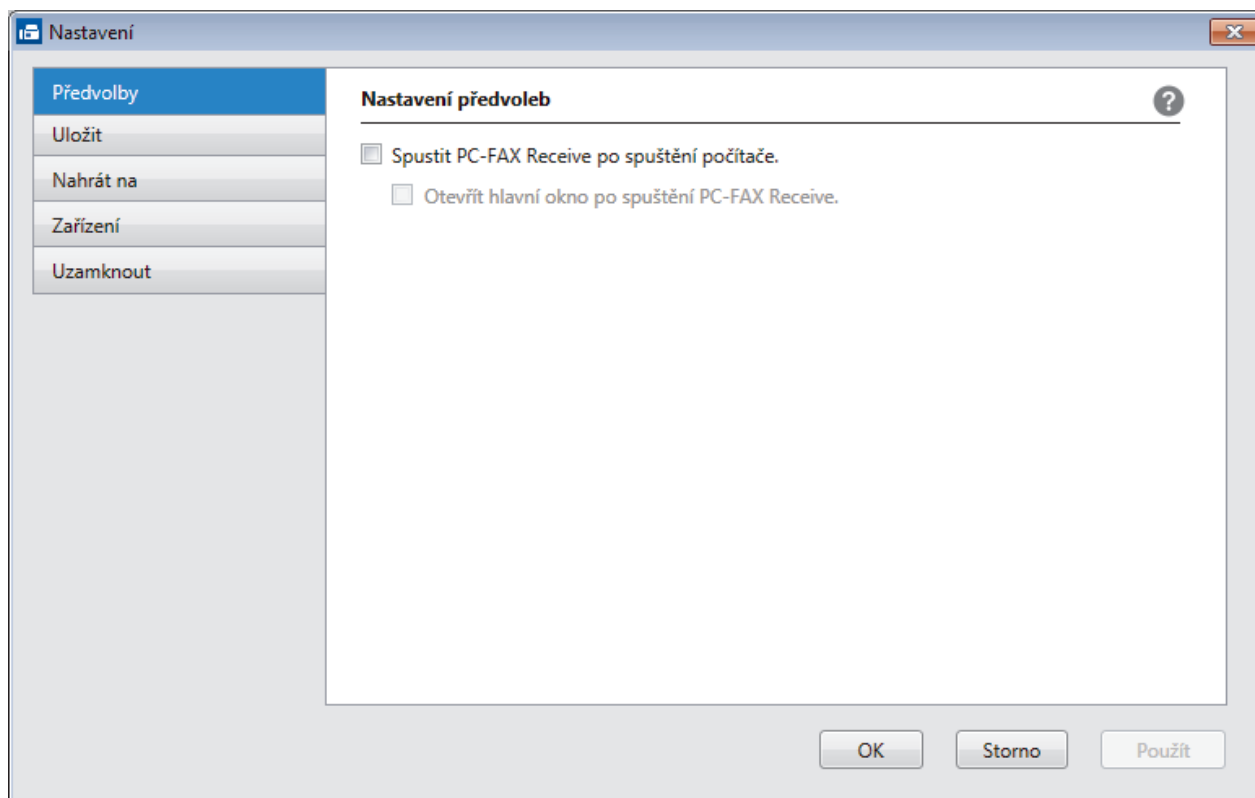 Nastavení
Předvolby
Uložit
Nahrát na
Zařízení
Uzamknout
Nastavení předvoleb
?
Spustit PC-FAX Receive po spuštění počítače.
Otevřít hlavní okno po spuštění PC-FAX Receive.
OK
Storno
Použít